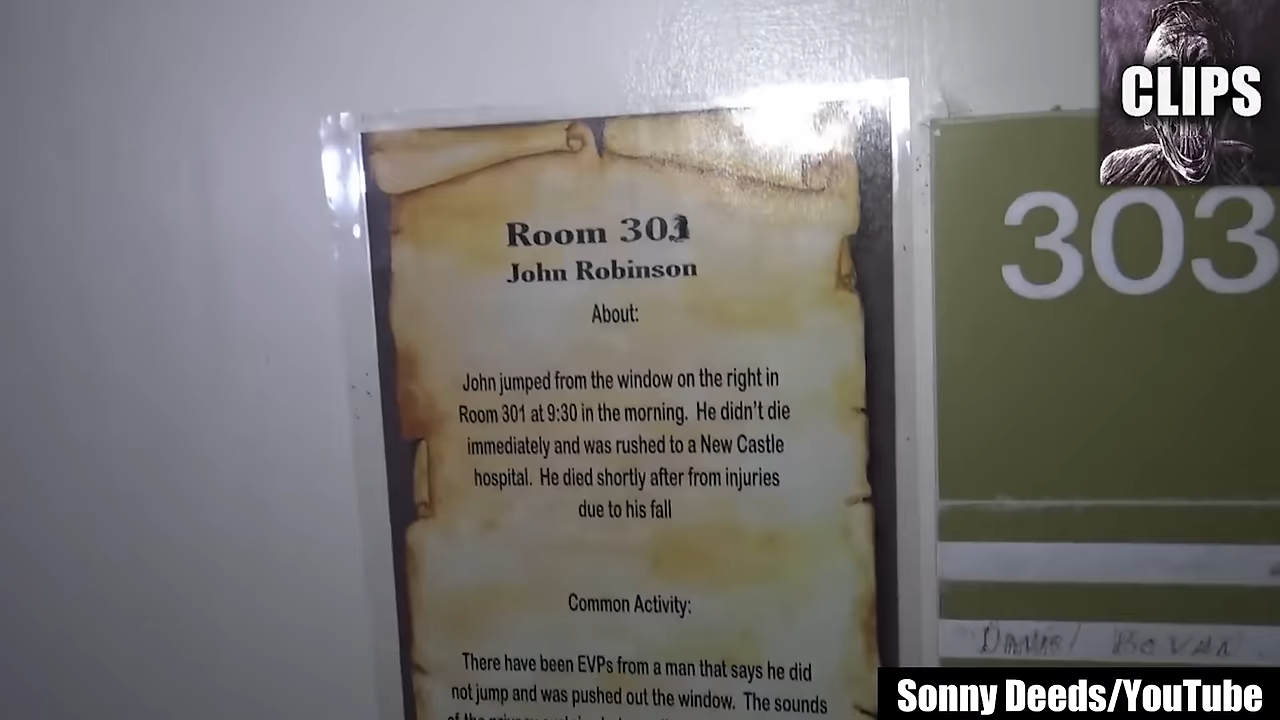 CLIPS
303
Room 301
John Robinson
About:
John jumped from the window on the right in
Room 301 at 9:30 in the morning. He didn't die
immediately and was rushed to a New Castle
hospital. He died shortly after from injuries
due to his fall
Common Activity:
There have been EVPs from a man that says he did
not jump and was pushed out the window. The sounds
Sonny Deeds/YouTube